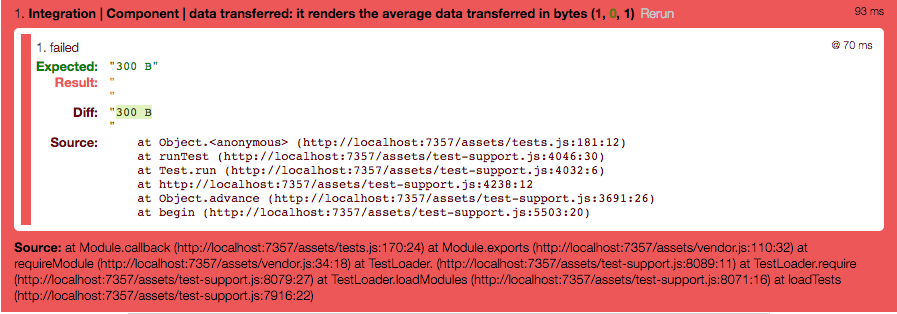 1. Integration | Component | data transferred: it renders the average data transferred in bytes (1, 0, 1) Rerun 93 ms
1. failed @ 70 ms
Expected: "300 B"
Result: "
"
Diff: "300 B
"
Source: at Object.<anonymous> (http://localhost:7357/assets/tests.js:181:12)
at runTest (http://localhost:7357/assets/test-support.js:4046:30)
at Test.run (http://localhost:7357/assets/test-support.js:4032:6)
at http://localhost:7357/assets/test-support.js:4238:12
at Object.advance (http://localhost:7357/assets/test-support.js:3691:26)
at begin (http://localhost:7357/assets/test-support.js:5503:20)
Source: at Module.callback (http://localhost:7357/assets/tests.js:170:24) at Module.exports (http://localhost:7357/assets/vendor.js:110:32) at
requireModule (http://localhost:7357/assets/vendor.js:34:18) at TestLoader. (http://localhost:7357/assets/test-support.js:8089:11) at TestLoader.require
(http://localhost:7357/assets/test-support.js:8079:27) at TestLoader.loadModules (http://localhost:7357/assets/test-support.js:8071:16) at loadTests
(http://localhost:7357/assets/test-support.js:7916:22)